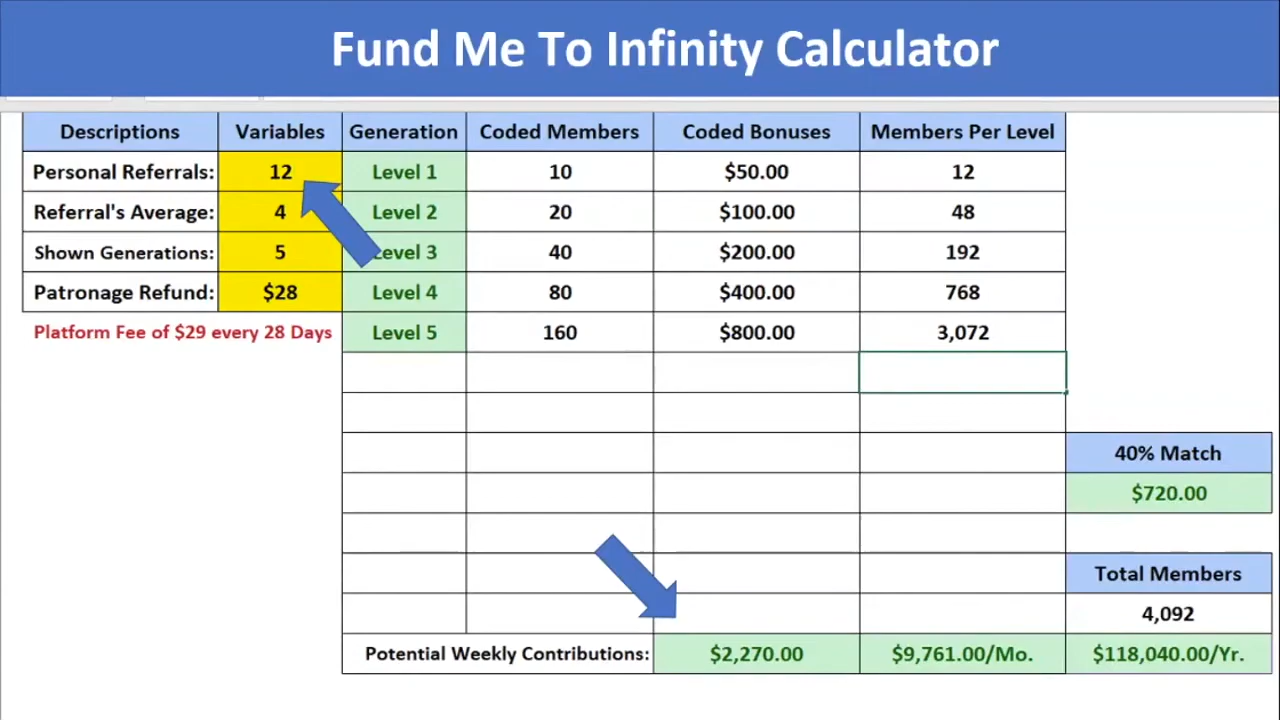 Fund Me To Infinity Calculator
Descriptions Variables Generation Coded Members Coded Bonuses Members Per Level
Personal Referrals: 12 Level 1 10 $50.00 12
Referral's Average: 4 Level 2 20 $100.00 48
Shown Generations: 5 Level 3 40 $200.00 192
Patronage Refund: $28 Level 4 80 $400.00 768
Platform Fee of $29 every 28 Days Level 5 160 $800.00 3,072
40% Match
$720.00
Total Members
4,092
Potential Weekly Contributions: $2,270.00 $9,761.00/Mo. $118,040.00/Yr.